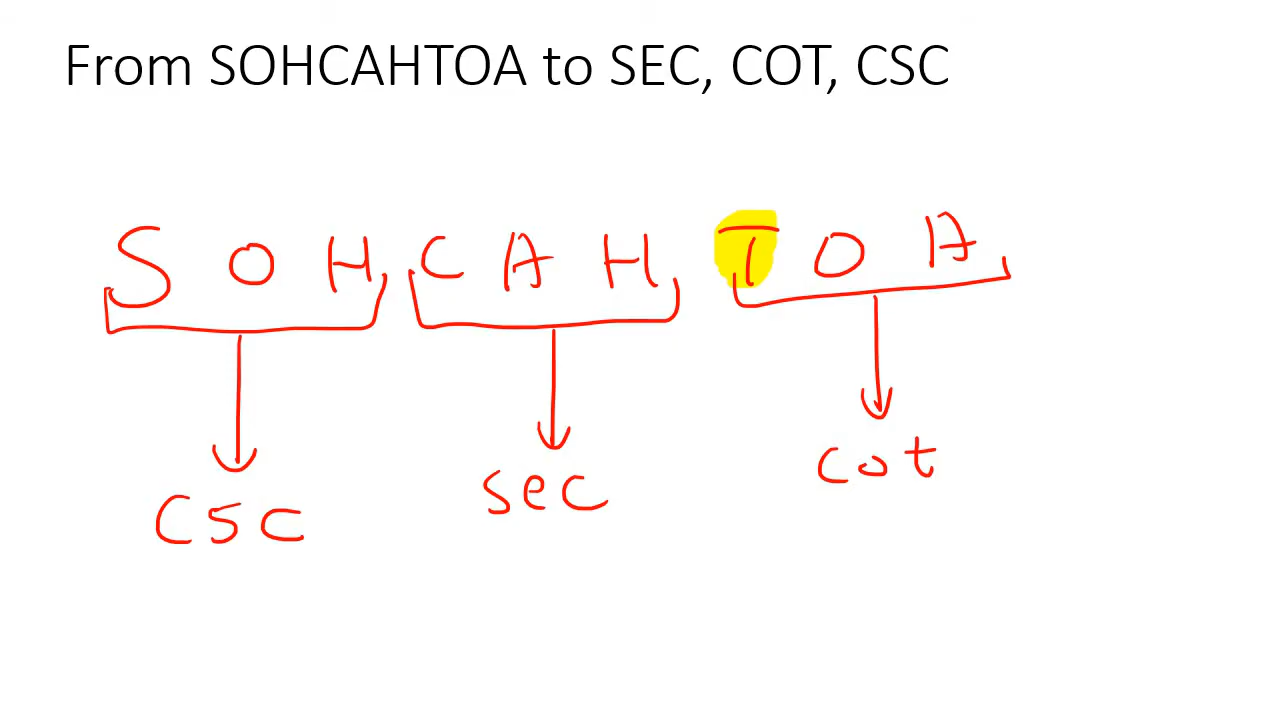 From SOHCAHTOA to SEC, COT, CSC
S O H C A H T O A
csc sec cot